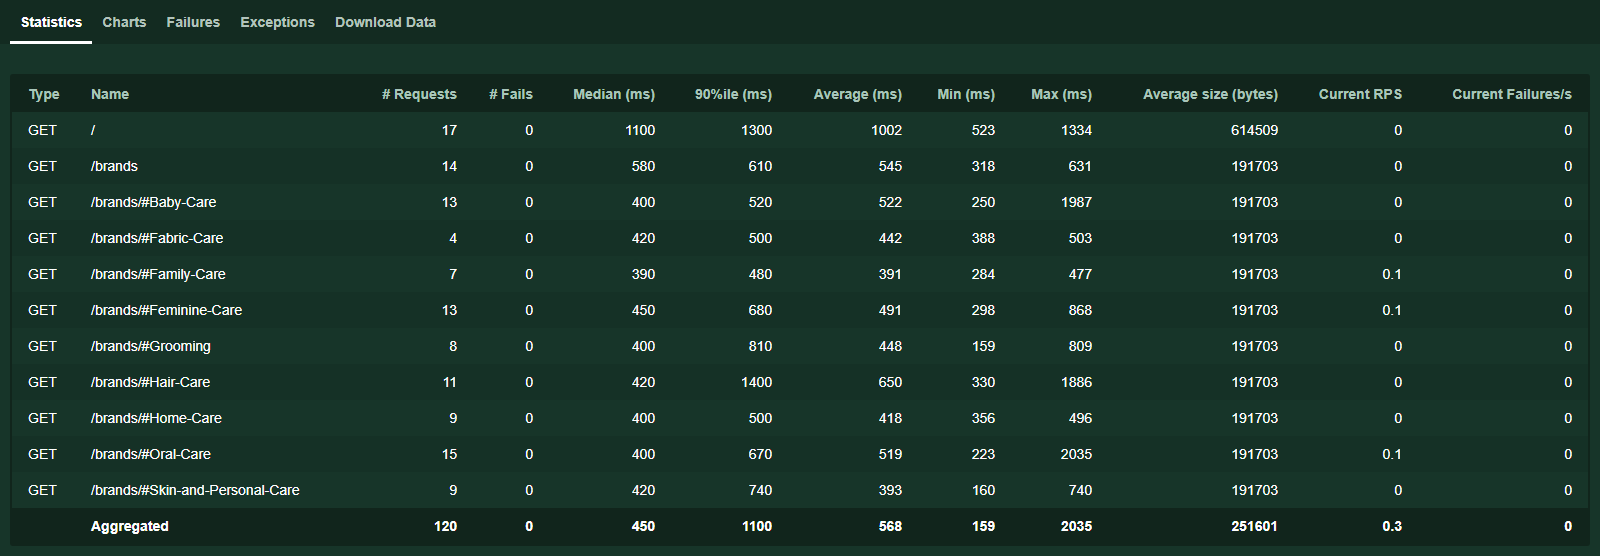 Statistics Charts Failures Exceptions Download Data
Type Name # Requests # Fails Median (ms) 90%ile (ms) Average (ms) Min (ms) Max (ms) Average size (bytes) Current RPS Current Failures/s
GET / 17 0 1100 1300 1002 523 1334 614509 0 0
GET /brands 14 0 580 610 545 318 631 191703 0 0
GET /brands/#Baby-Care 13 0 400 520 522 250 1987 191703 0 0
GET /brands/#Fabric-Care 4 0 420 500 442 388 503 191703 0 0
GET /brands/#Family-Care 7 0 390 480 391 284 477 191703 0.1 0
GET /brands/#Feminine-Care 13 0 450 680 491 298 868 191703 0.1 0
GET /brands/#Grooming 8 0 400 810 448 159 809 191703 0 0
GET /brands/#Hair-Care 11 0 420 1400 650 330 1886 191703 0 0
GET /brands/#Home-Care 9 0 400 500 418 356 496 191703 0 0
GET /brands/#Oral-Care 15 0 400 670 519 223 2035 191703 0.1 0
GET /brands/#Skin-and-Personal-Care 9 0 420 740 393 160 740 191703 0 0
Aggregated 120 0 450 1100 568 159 2035 251601 0.3 0